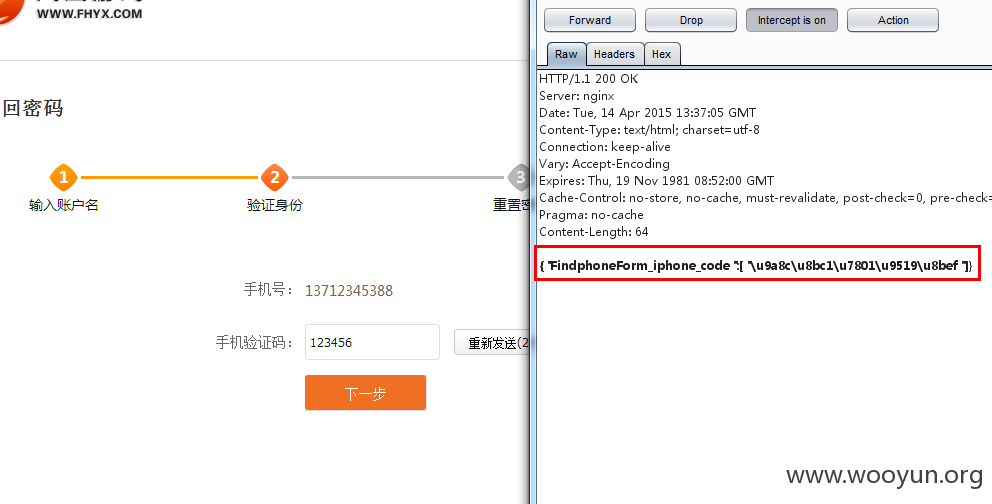 WWW.FHYX.COM
回密码
1
2
3
输入账户名
验证身份
重置密
手机号：
13712345388
手机验证码：
123456
重新发送(2
下一步
Forward
Drop
Intercept is on
Action
Raw
Headers
Hex
HTTP/1.1 200 OK
Server: nginx
Date: Tue, 14 Apr 2015 13:37:05 GMT
Content-Type: text/html; charset=utf-8
Connection: keep-alive
Vary: Accept-Encoding
Expires: Thu, 19 Nov 1981 08:52:00 GMT
Cache-Control: no-store, no-cache, must-revalidate, post-check=0, pre-check=
Pragma: no-cache
Content-Length: 64
{ "FindphoneForm_iphone_code ":[ "\u9a8c\u8bc1\u7801\u9519\u8bef "]}
www.wooyun.org